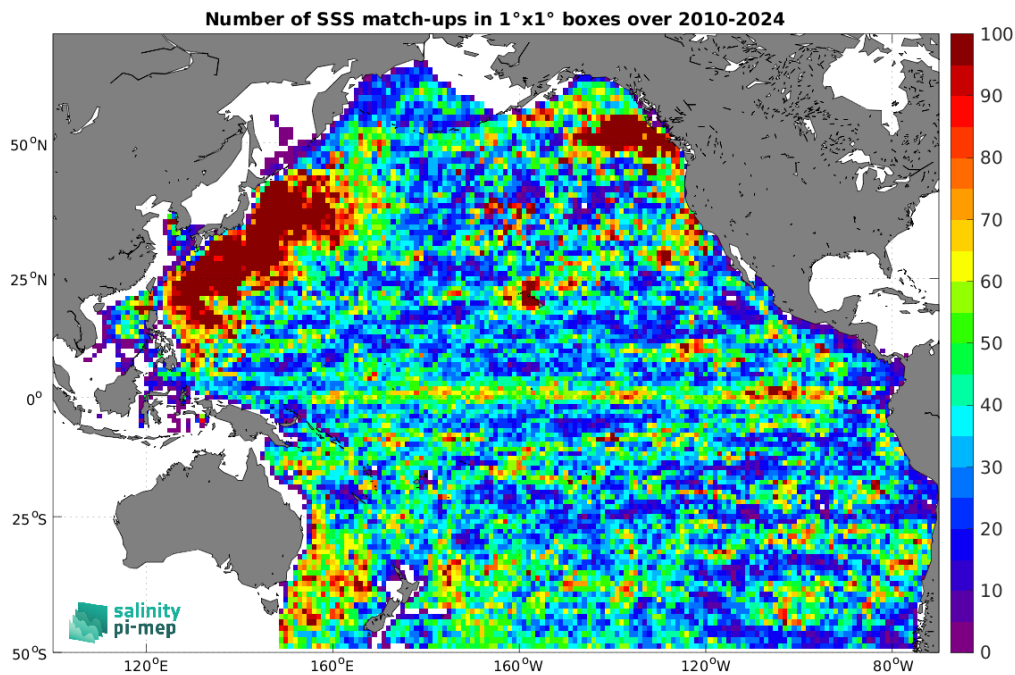 Number of SSS match-ups in 1°x1° boxes over 2010-2024
100
90
80
70
60
50
40
30
20
10
0
50°N
25°N
0°
25°S
50°S
120°E
160°E
160°W
120°W
80°W
salinity
pi-mep